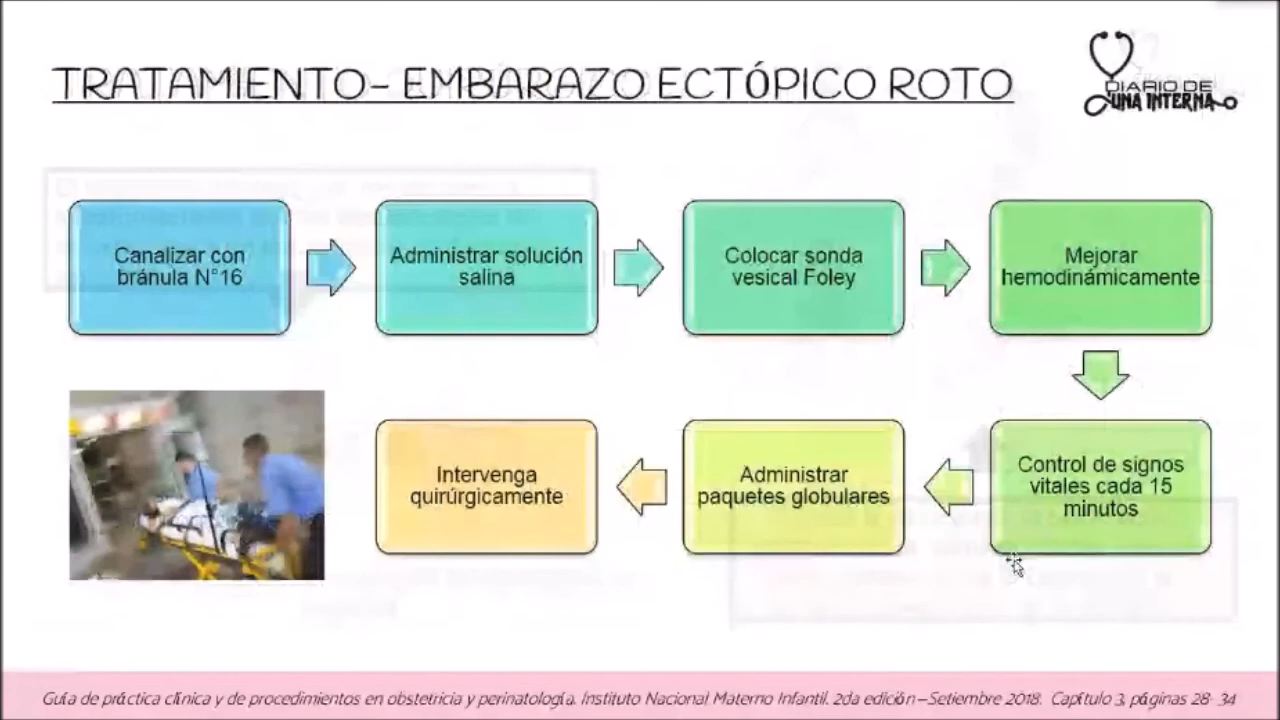 TRATAMIENTO– EMBARAZO ECTÓPICO ROTO
DIARIO DE
UNA INTERNA
Canalizar con
bránula N°16
Administrar solución
salina
Colocar sonda
vesical Foley
Mejorar
hemodinámicamente
Control de signos
vitales cada 15
minutos
Administrar
paquetes globulares
Intervenga
quirúrgicamente
Guía de práctica clínica y de procedimientos en obstetricia y perinatología. Instituto Nacional Materno Infantil. 2da edición–Setiembre 2018. Capítulo 3, páginas 28- 34